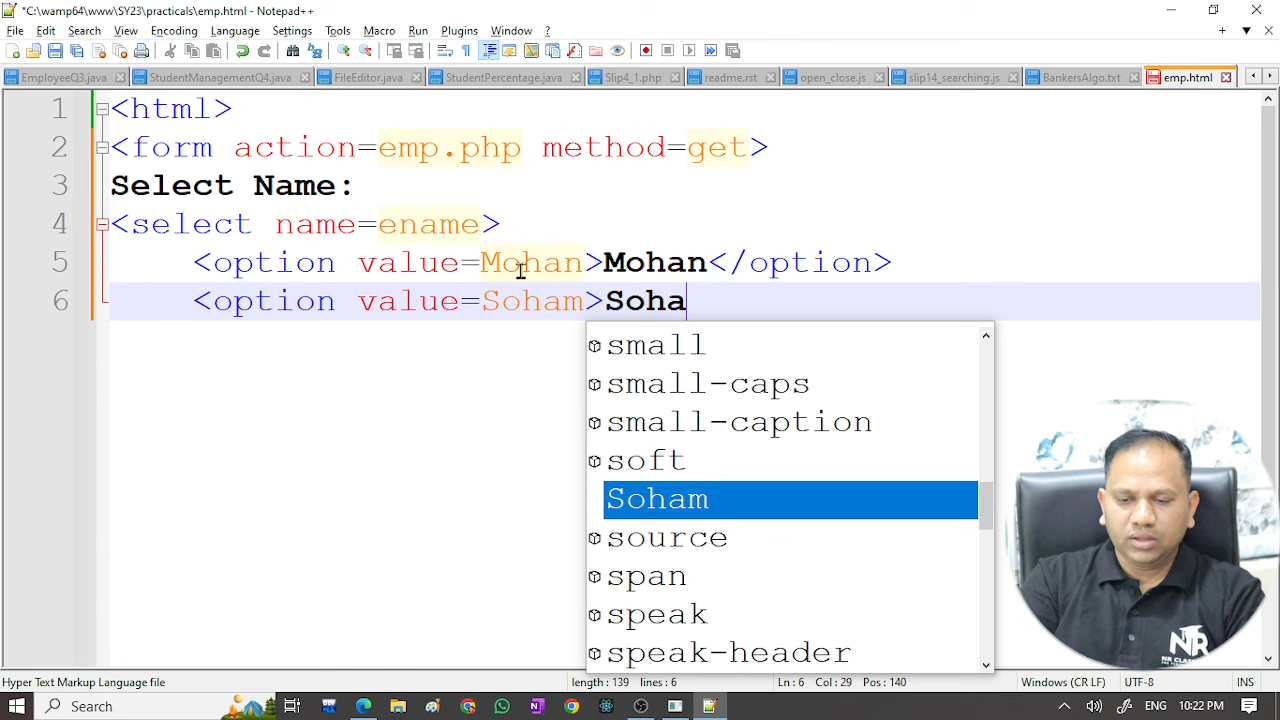 *C:\wamp64\www\SY23\practicals\emp.html - Notepad++
File Edit Search View Encoding Language Settings Tools Macro Run Plugins Window ?
EmployeeQ3.java StudentManagementQ4.java FileEditor.java entPercentage.java Slip4_1.php readme.rst open_close.js slip14_searching.js BankersAlgo.txt emp.html
1 <html>
2 <form action=emp.php method=get>
3 Select Name:
4 <select name=ename>
5 <option value=Mohan>Mohan</option>
6 <option value=Soham>Soha
small
small-caps
small-caption
soft
Soham
source
span
speak
speak-header
NR
Hyper Text Markup Language file length : 139 lines : 6 Ln : 6 Col : 29 Pos : 140 Windows (CR LF) UTF-8 INS
Search ENG 10:22 PM